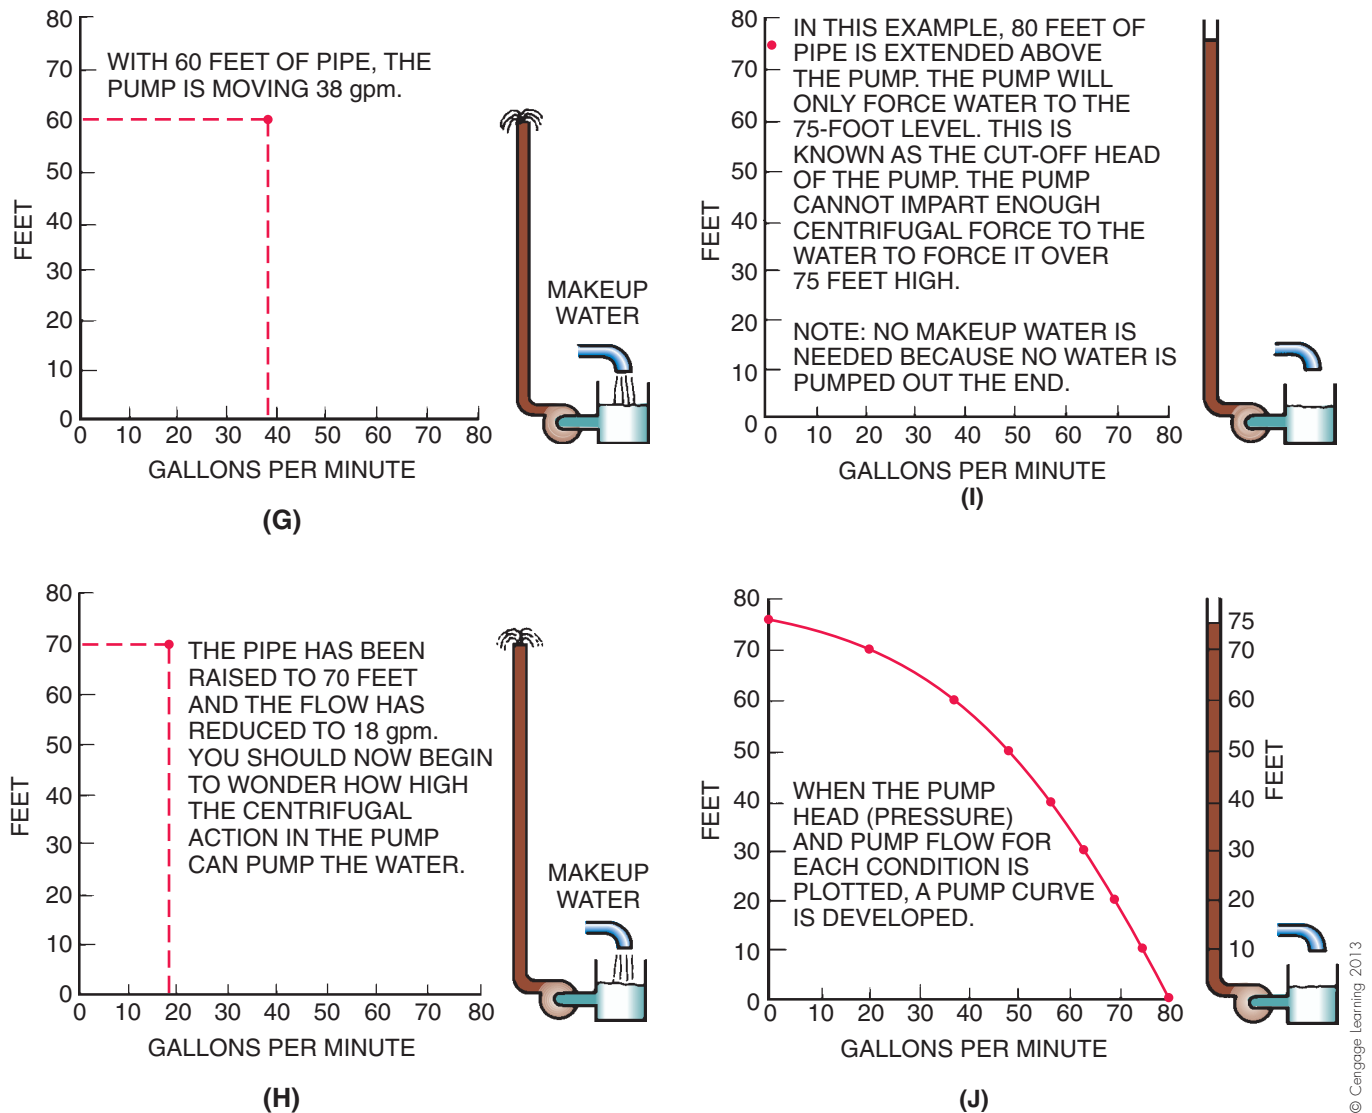 80
70
60
50
40
30
20
10
0
FEET
WITH 60 FEET OF PIPE, THE
PUMP IS MOVING 38 gpm.
MAKEUP
WATER
0 10 20 30 40 50 60 70 80
GALLONS PER MINUTE
(G)
80
70
60
50
40
30
20
10
0
FEET
IN THIS EXAMPLE, 80 FEET OF
PIPE IS EXTENDED ABOVE
THE PUMP. THE PUMP WILL
ONLY FORCE WATER TO THE
75-FOOT LEVEL. THIS IS
KNOWN AS THE CUT-OFF HEAD
OF THE PUMP. THE PUMP
CANNOT IMPART ENOUGH
CENTRIFUGAL FORCE TO THE
WATER TO FORCE IT OVER
75 FEET HIGH.
NOTE: NO MAKEUP WATER IS
NEEDED BECAUSE NO WATER IS
PUMPED OUT THE END.
0 10 20 30 40 50 60 70 80
GALLONS PER MINUTE
(I)
80
70
60
50
40
30
20
10
0
FEET
THE PIPE HAS BEEN
RAISED TO 70 FEET
AND THE FLOW HAS
REDUCED TO 18 gpm.
YOU SHOULD NOW BEGIN
TO WONDER HOW HIGH
THE CENTRIFUGAL
ACTION IN THE PUMP
CAN PUMP THE WATER.
MAKEUP
WATER
0 10 20 30 40 50 60 70 80
GALLONS PER MINUTE
(H)
80
70
60
50
40
30
20
10
0
FEET
WHEN THE PUMP
HEAD (PRESSURE)
AND PUMP FLOW FOR
EACH CONDITION IS
PLOTTED, A PUMP CURVE
IS DEVELOPED.
0 10 20 30 40 50 60 70 80
GALLONS PER MINUTE
(J)
75
70
60
50
40
30
20
10
FEET
© Cengage Learning 2013